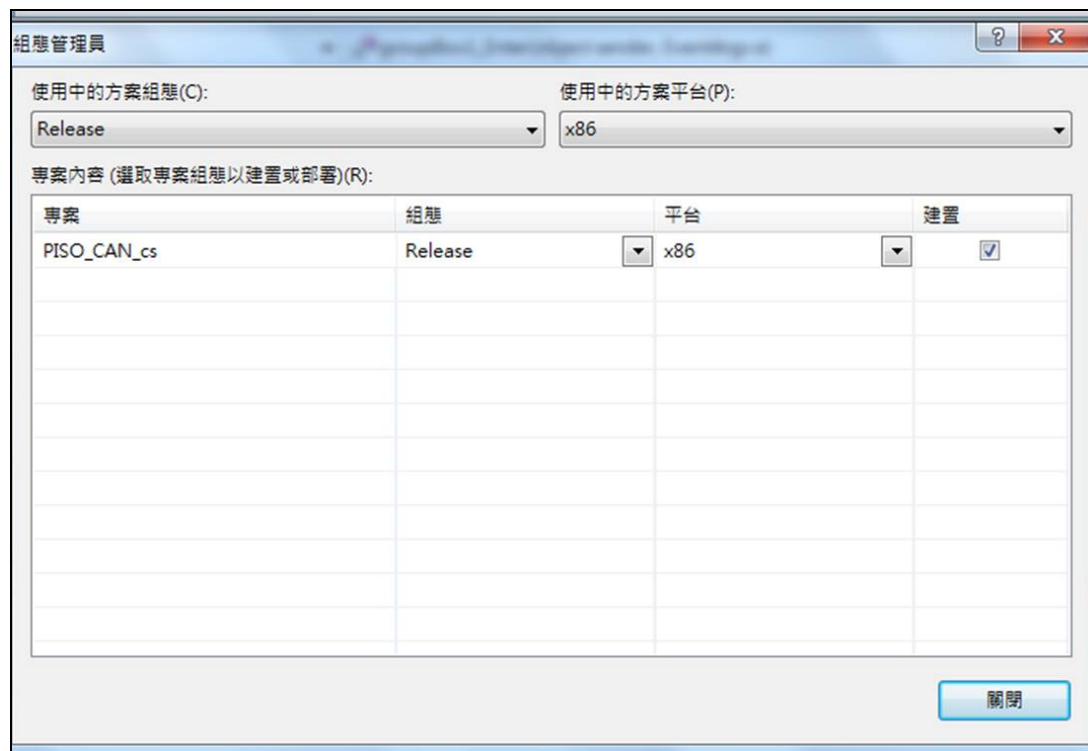 組態管理員
使用中的方案組態(C): 使用中的方案平台(P):
Release x86
專案內容 (選取專案組態以建置或部署)(R):
專案 組態 平台 建置
PISO_CAN_cs Release x86
關閉